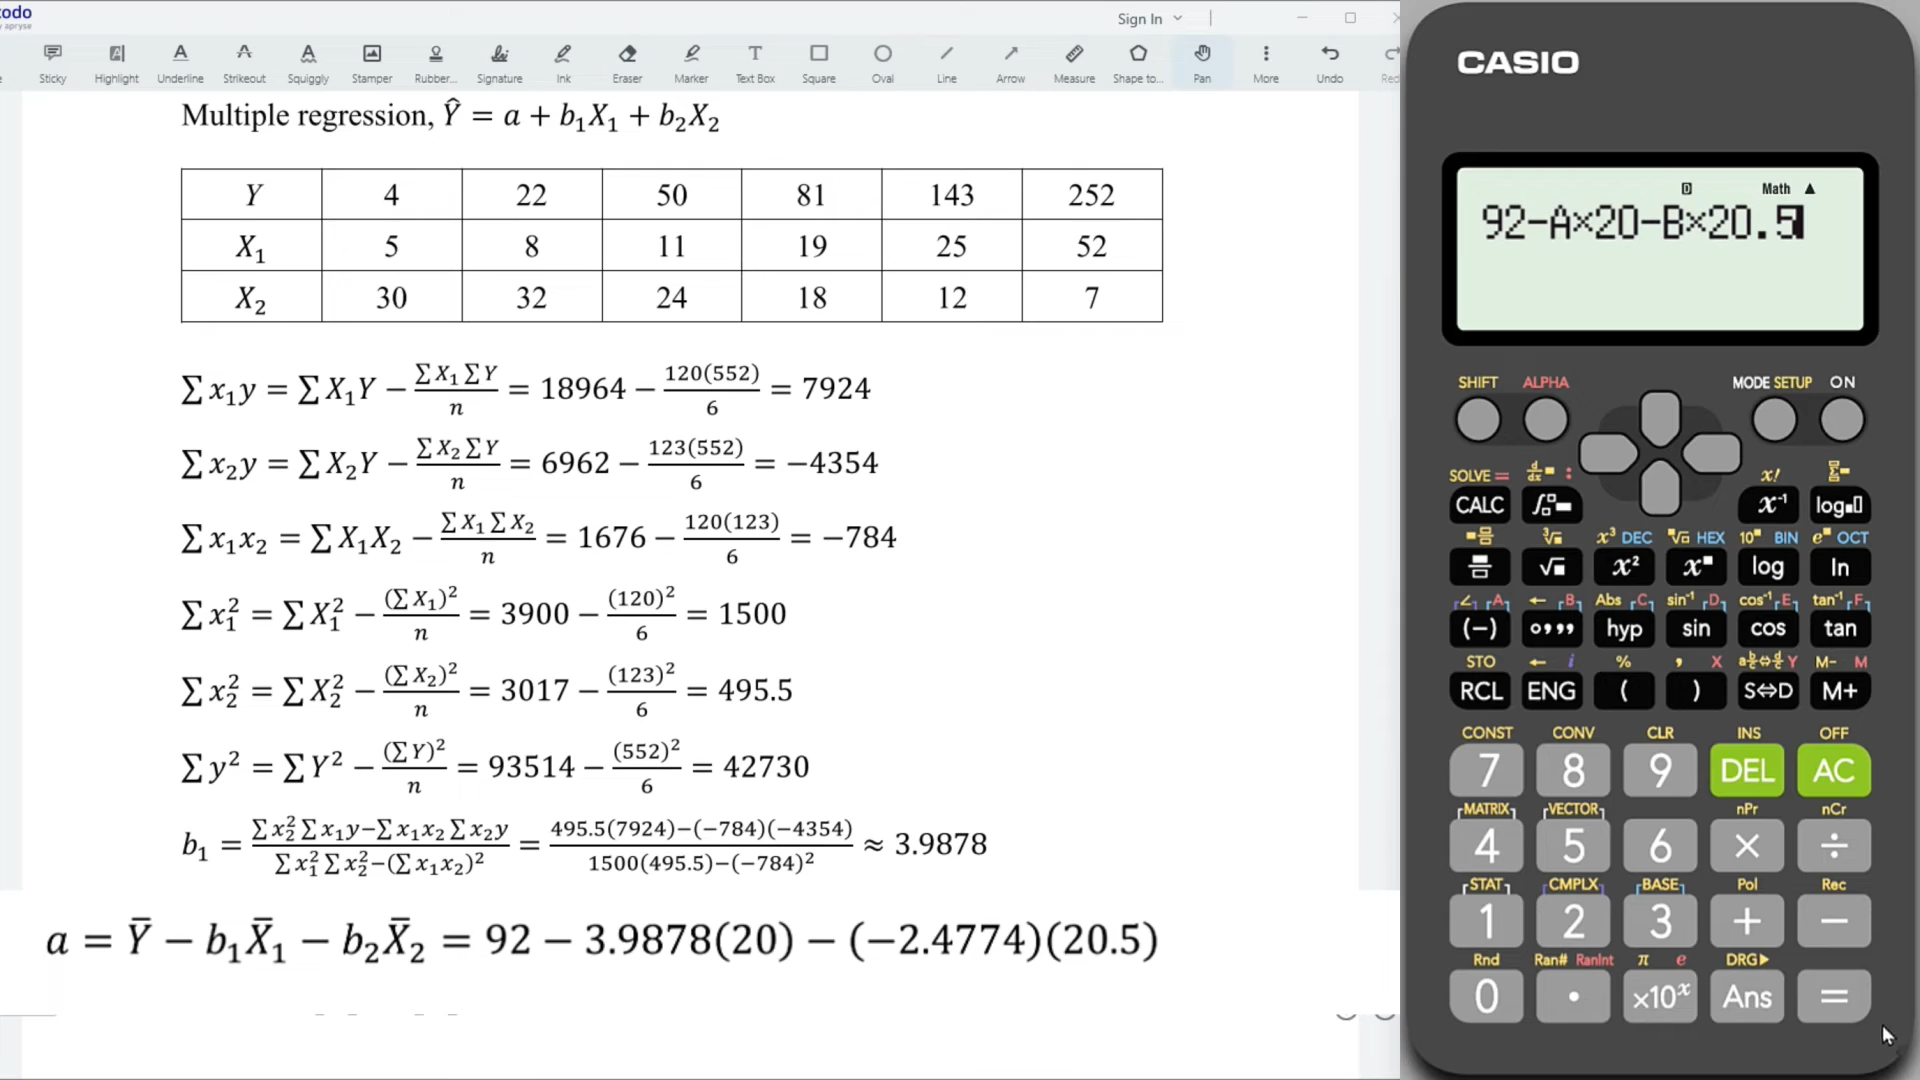 odo
apryse
Sign In
Sticky Highlight Underline Strikeout Squiggly Stamper Rubber... Signature Ink Eraser Marker Text Box Square Oval Line Arrow Measure Shape to... Pan More Undo Red
Multiple regression, Ŷ = a + b₁X₁ + b₂X₂
Y 4 22 50 81 143 252
X₁ 5 8 11 19 25 52
X₂ 30 32 24 18 12 7
∑x₁y = ∑X₁Y − (∑X₁∑Y)/n = 18964 − 120(552)/6 = 7924
∑x₂y = ∑X₂Y − (∑X₂∑Y)/n = 6962 − 123(552)/6 = −4354
∑x₁x₂ = ∑X₁X₂ − (∑X₁∑X₂)/n = 1676 − 120(123)/6 = −784
∑x₁² = ∑X₁² − (∑X₁)²/n = 3900 − (120)²/6 = 1500
∑x₂² = ∑X₂² − (∑X₂)²/n = 3017 − (123)²/6 = 495.5
∑y² = ∑Y² − (∑Y)²/n = 93514 − (552)²/6 = 42730
b₁ = (∑x₂²∑x₁y−∑x₁x₂∑x₂y)/(∑x₁²∑x₂²−(∑x₁x₂)²) = (495.5(7924)−(−784)(−4354))/(1500(495.5)−(−784)²) ≈ 3.9878
a = Ȳ − b₁X̄₁ − b₂X̄₂ = 92 − 3.9878(20) − (−2.4774)(20.5)
CASIO
D Math ▲
92−A×20−B×20.5
SHIFT ALPHA MODE SETUP ON
SOLVE = d/dx■ : x! ∑■
CALC ∫■ x⁻¹ log■□
■■/■ ³√■ x³ DEC ■√□ HEX 10■ BIN e■ OCT
■/□ √■ x² x■ log ln
∠ A ← B Abs C sin⁻¹ D cos⁻¹ E tan⁻¹ F
(−) °,,, hyp sin cos tan
STO ← i % , X a b/c⇔d/c Y M− M
RCL ENG ( ) S⇔D M+
CONST CONV CLR INS OFF
7 8 9 DEL AC
MATRIX VECTOR nPr nCr
4 5 6 × ÷
STAT CMPLX BASE Pol Rec
1 2 3 + −
Rnd Ran# RanInt π e DRG▶
0 . ×10ˣ Ans =